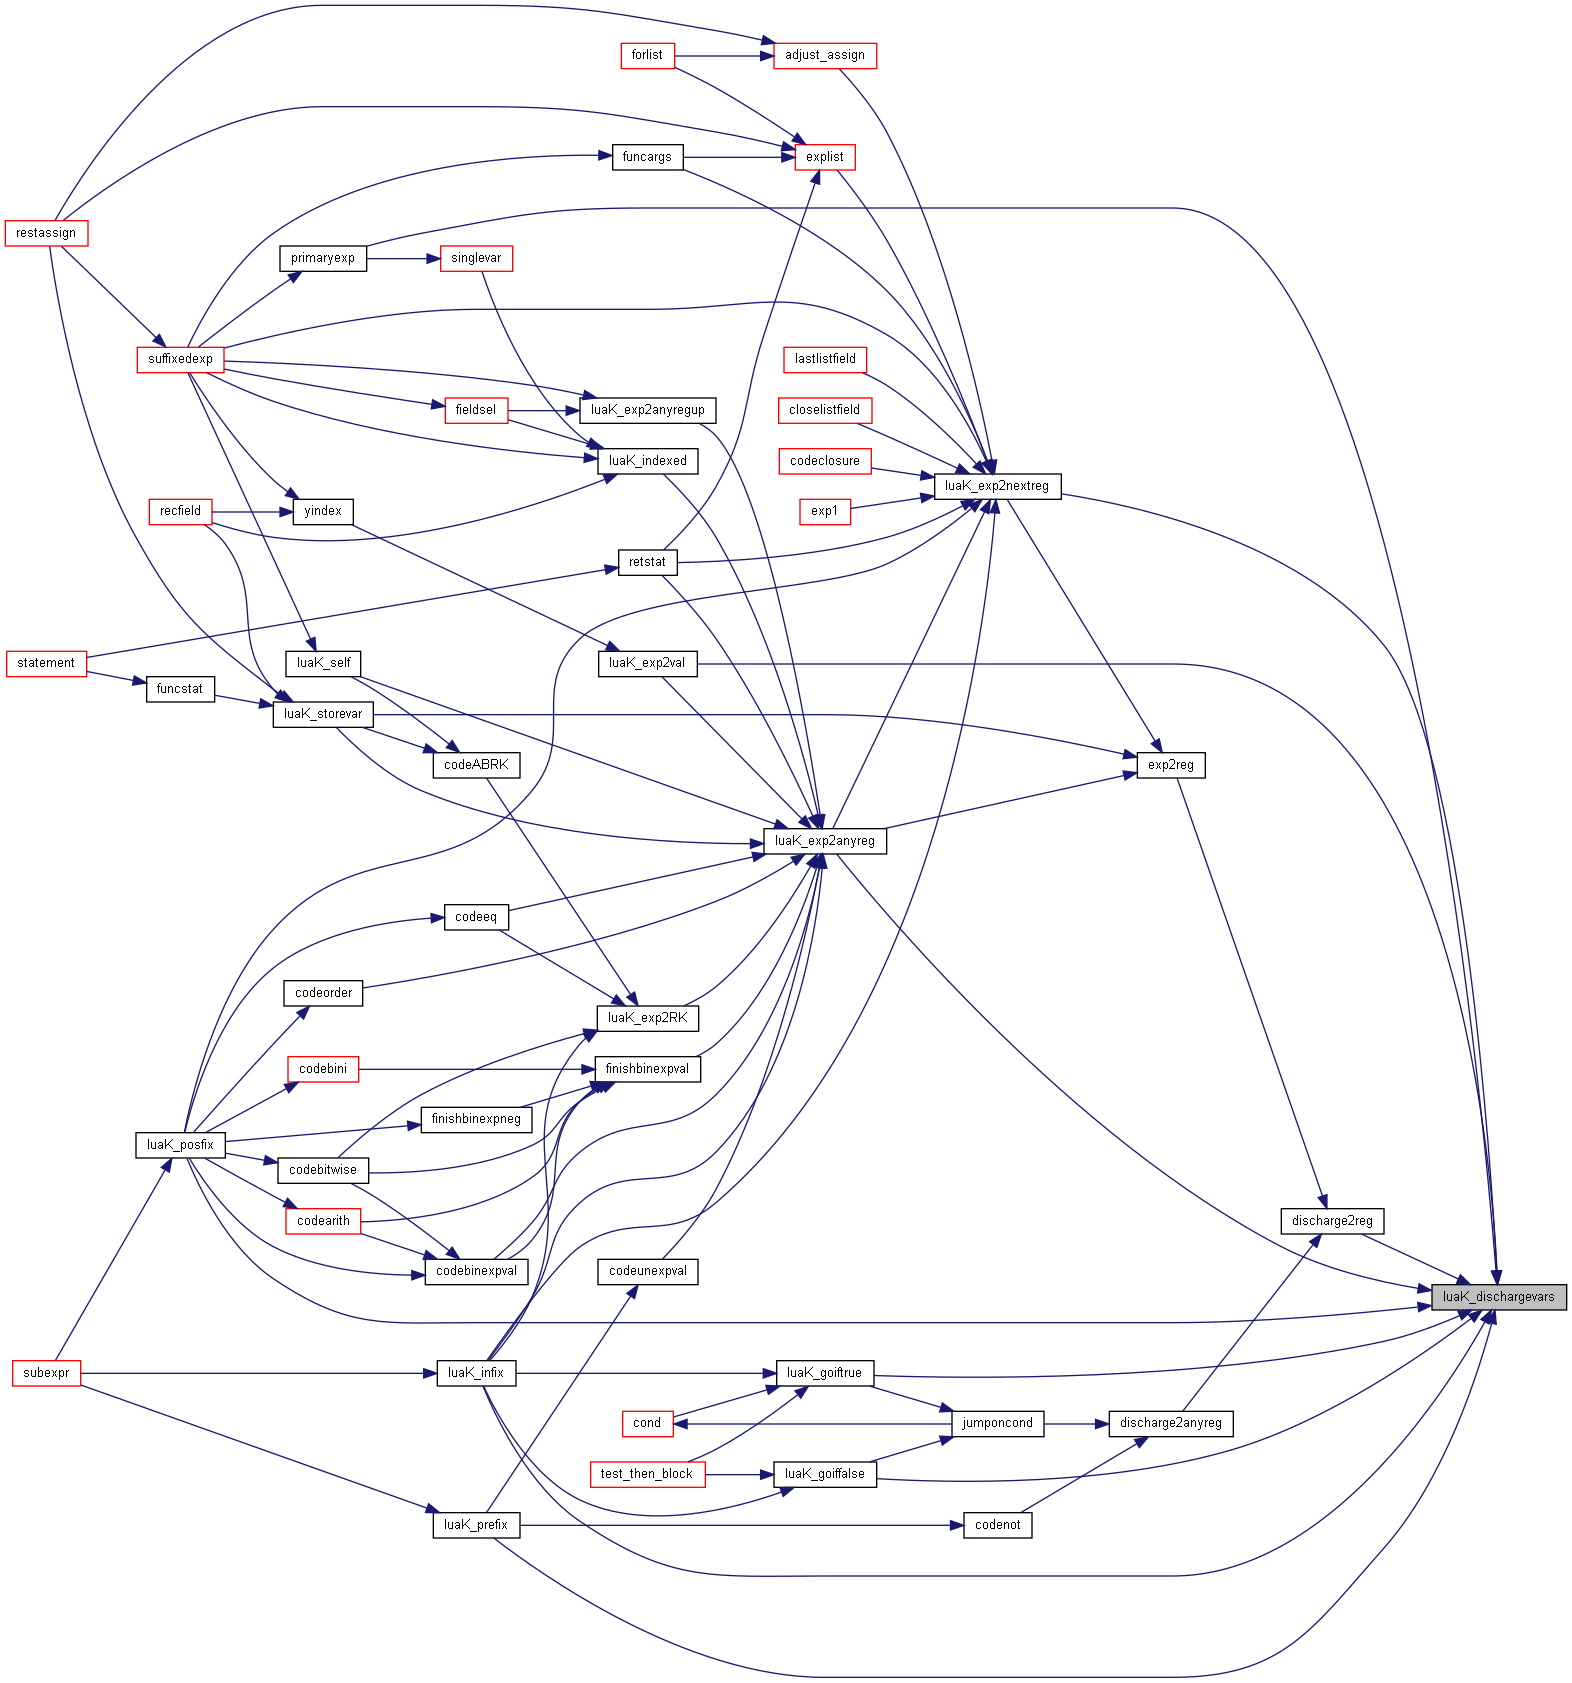 forlist
adjust_assign
funcargs
explist
restassign
primaryexp
singlevar
suffixedexp
lastlistfield
fieldsel
luaK_exp2anyregup
closelistfield
luaK_indexed
codeclosure
luaK_exp2nextreg
recfield
yindex
exp1
retstat
statement
luaK_self
luaK_exp2val
funcstat
luaK_storevar
codeABRK
exp2reg
luaK_exp2anyreg
codeeq
codeorder
luaK_exp2RK
codebini
finishbinexpval
finishbinexpneg
luaK_posfix
codebitwise
codearith
discharge2reg
codebinexpval
codeunexpval
luaK_dischargevars
subexpr
luaK_infix
luaK_goiftrue
cond
jumponcond
discharge2anyreg
test_then_block
luaK_goiffalse
luaK_prefix
codenot